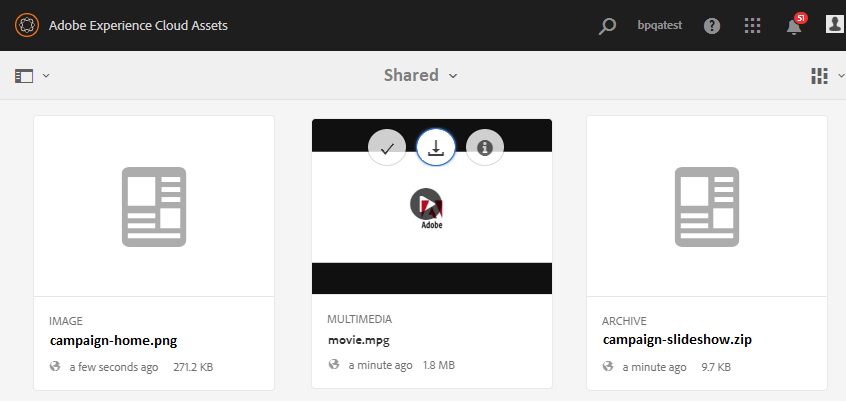 Adobe Experience Cloud Assets
bpqatest
51
Shared
Adobe
IMAGE
campaign-home.png
a few seconds ago 271.2 KB
MULTIMEDIA
movie.mpg
a minute ago 1.8 MB
ARCHIVE
campaign-slideshow.zip
a minute ago 9.7 KB